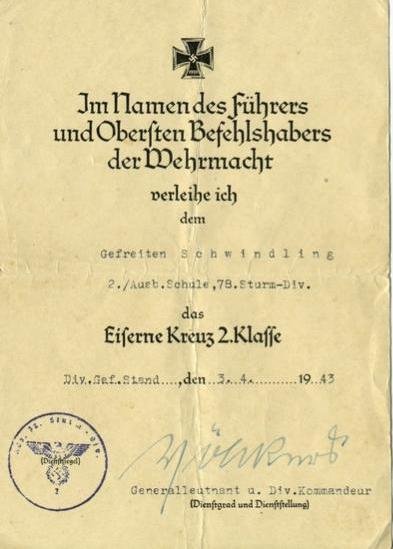 Im Namen des Führers
und Obersten Befehlshabers
der Wehrmacht
verleihe ich
dem
Gefreiten Schwindling
2./Ausb.Schule,78.Sturm-Div.
das
Eiserne Kreuz 2.Klasse
Div.Gef.Stand...,den...3.4..........19.43
(Dienstsiegel)
2
Völckers
Generalleutnant u. Div.Kommandeur
(Dienstgrad und Dienststellung)